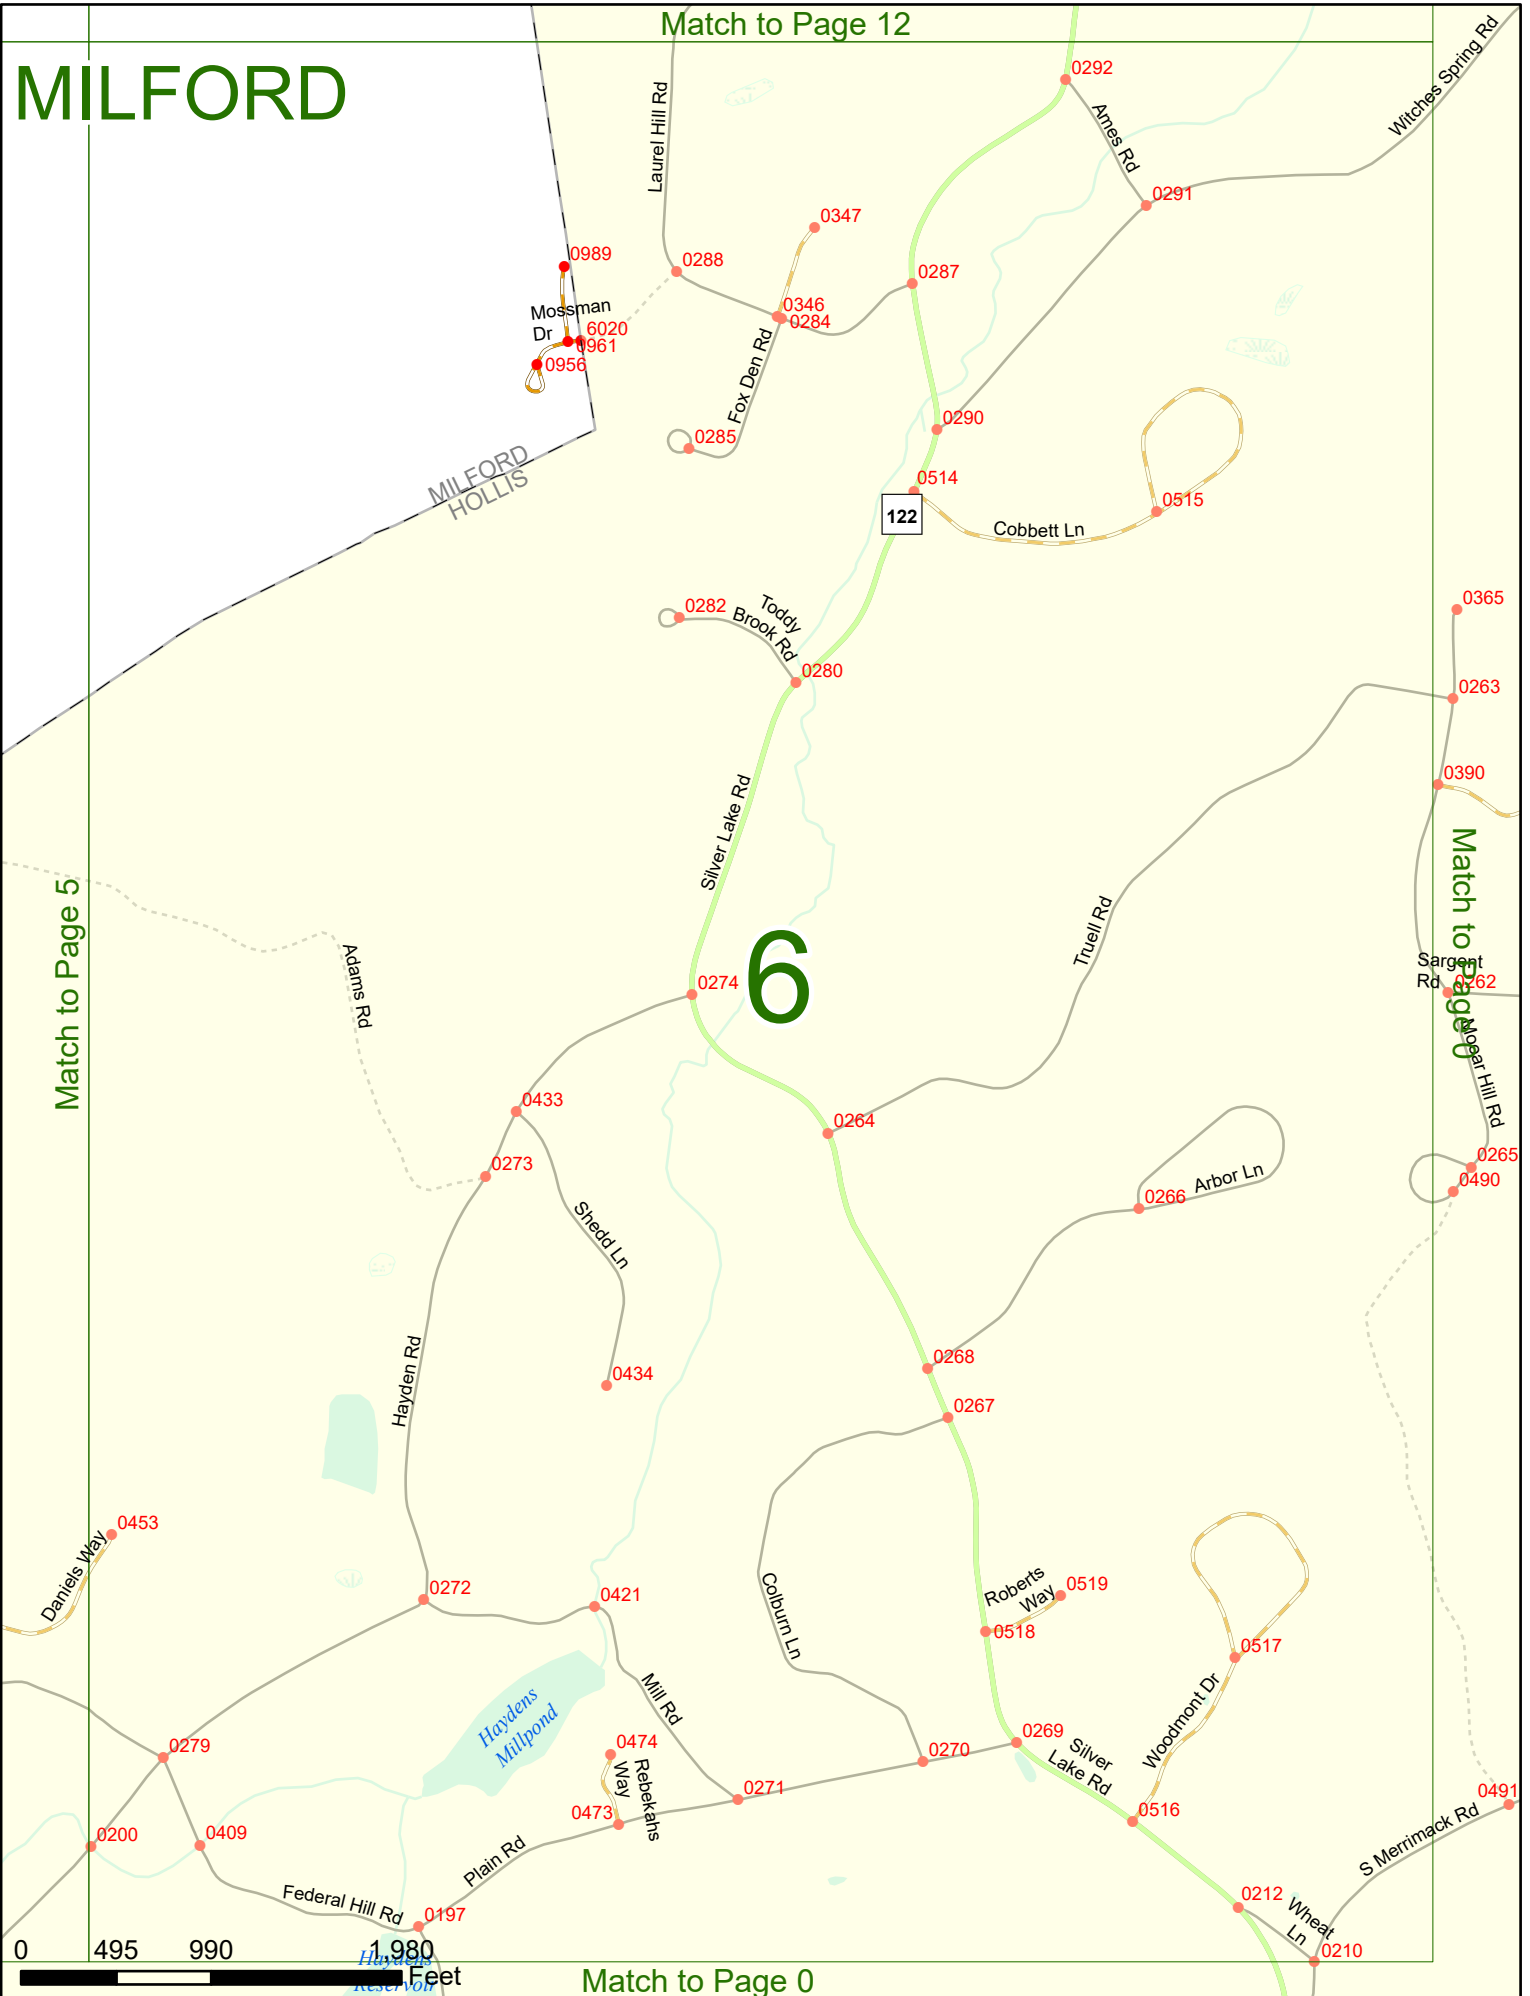 Match to Page 12
MILFORD
0292
Witches Spring Rd
Laurel Hill Rd
Ames Rd
0291
0347
0989
0288
0287
Mossman
Dr
0346
0284
6020
0961
0956
Fox Den Rd
0290
0285
MILFORD
HOLLIS
0514
122
0515
Cobbett Ln
0282
Toddy
Brook Rd
0365
0280
0263
0390
Silver Lake Rd
Match to Page 5
Match to Page 0
Truell Rd
6
Adams Rd
Sargent
Rd
0262
0274
Mooar Hill Rd
0433
0264
0273
0265
0490
Arbor Ln
0266
Shedd Ln
Hayden Rd
0268
0434
0267
0453
Daniels Way
0272
0421
Roberts
Way
0519
Colburn Ln
0518
0517
Haydens
Millpond
Mill Rd
Woodmont Dr
0279
0474
Rebekahs
Way
0270
0269
Silver
Lake Rd
0271
0473
0516
0491
S Merrimack Rd
0200
0409
Plain Rd
Federal Hill Rd
0197
0212
Wheat
Ln
0210
0 495 990 1,980
Feet
Haydens
Reservoir
Match to Page 0